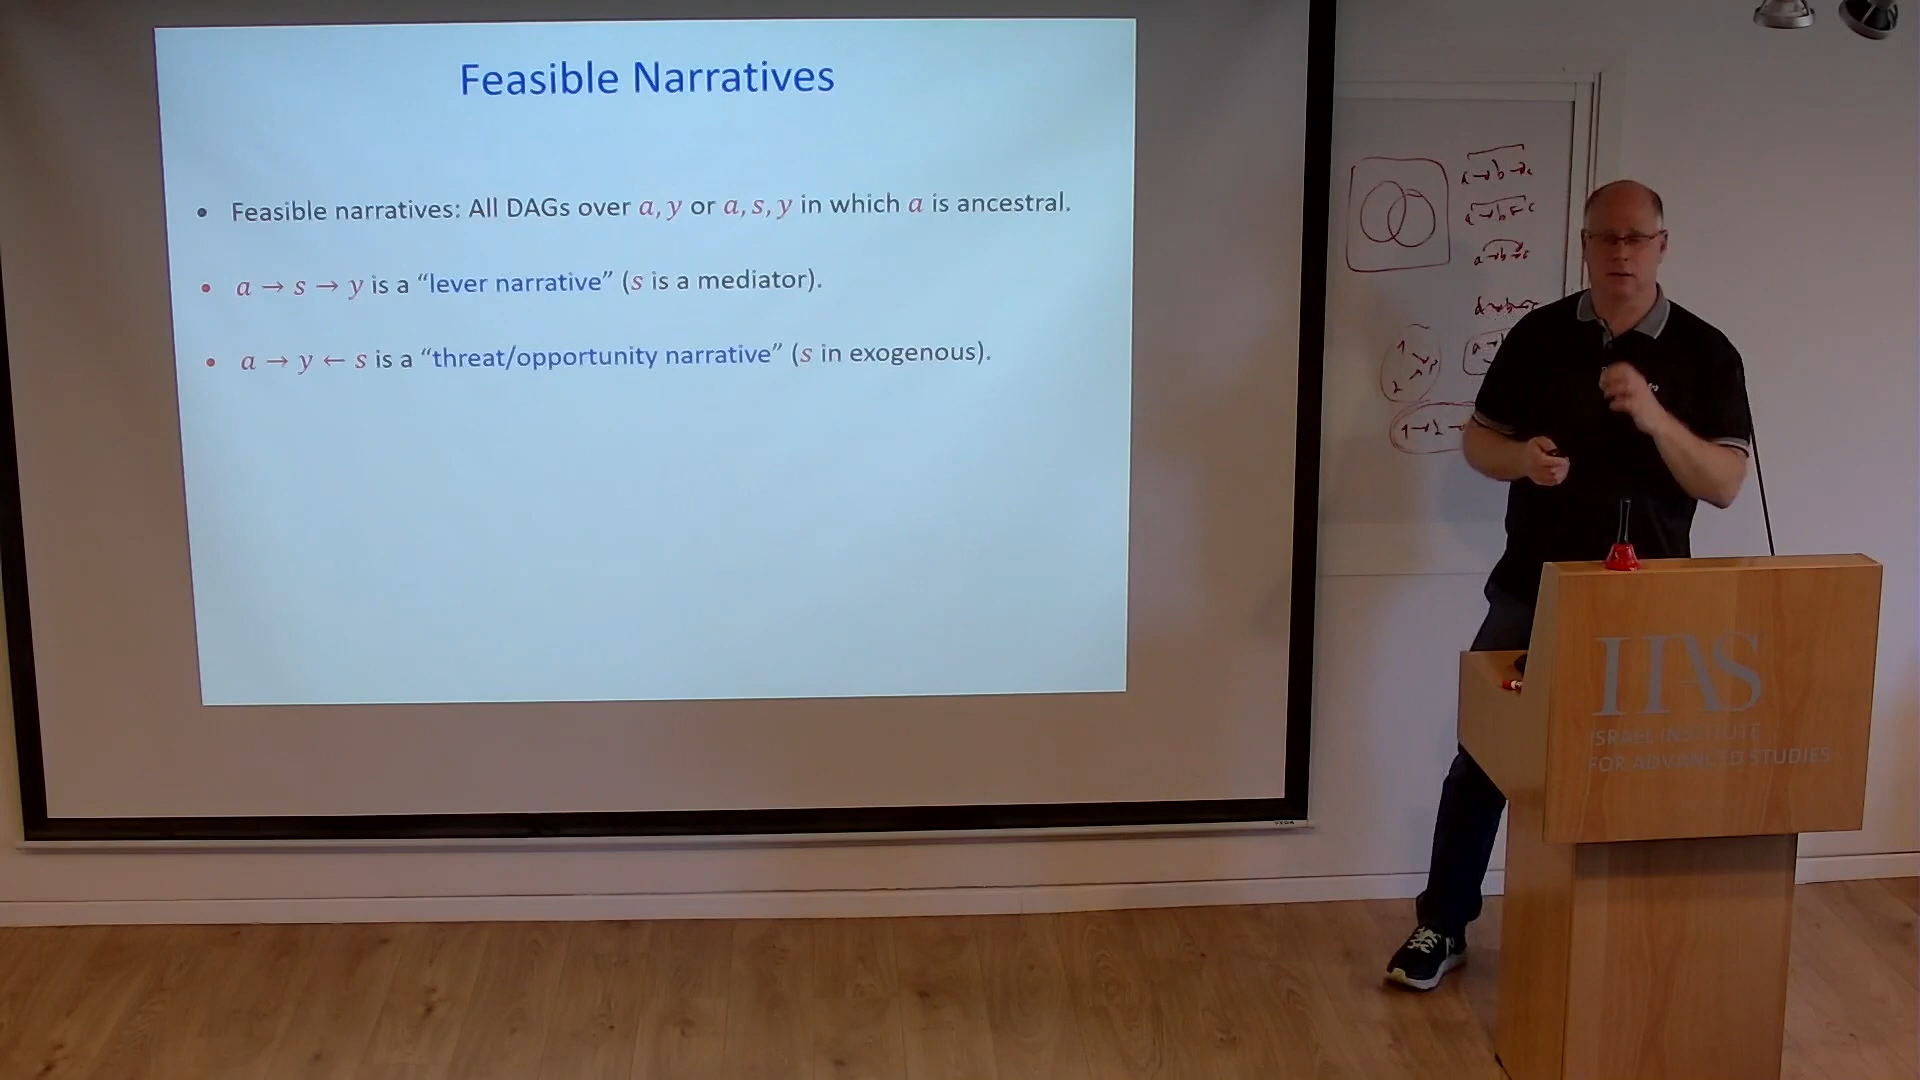 Feasible Narratives
• Feasible narratives: All DAGs over a, y or a, s, y in which a is ancestral.
• a → s → y is a “lever narrative” (s is a mediator).
• a → y ← s is a “threat/opportunity narrative” (s in exogenous).
IIAS
ISRAEL INSTITUTE
FOR ADVANCED STUDIES